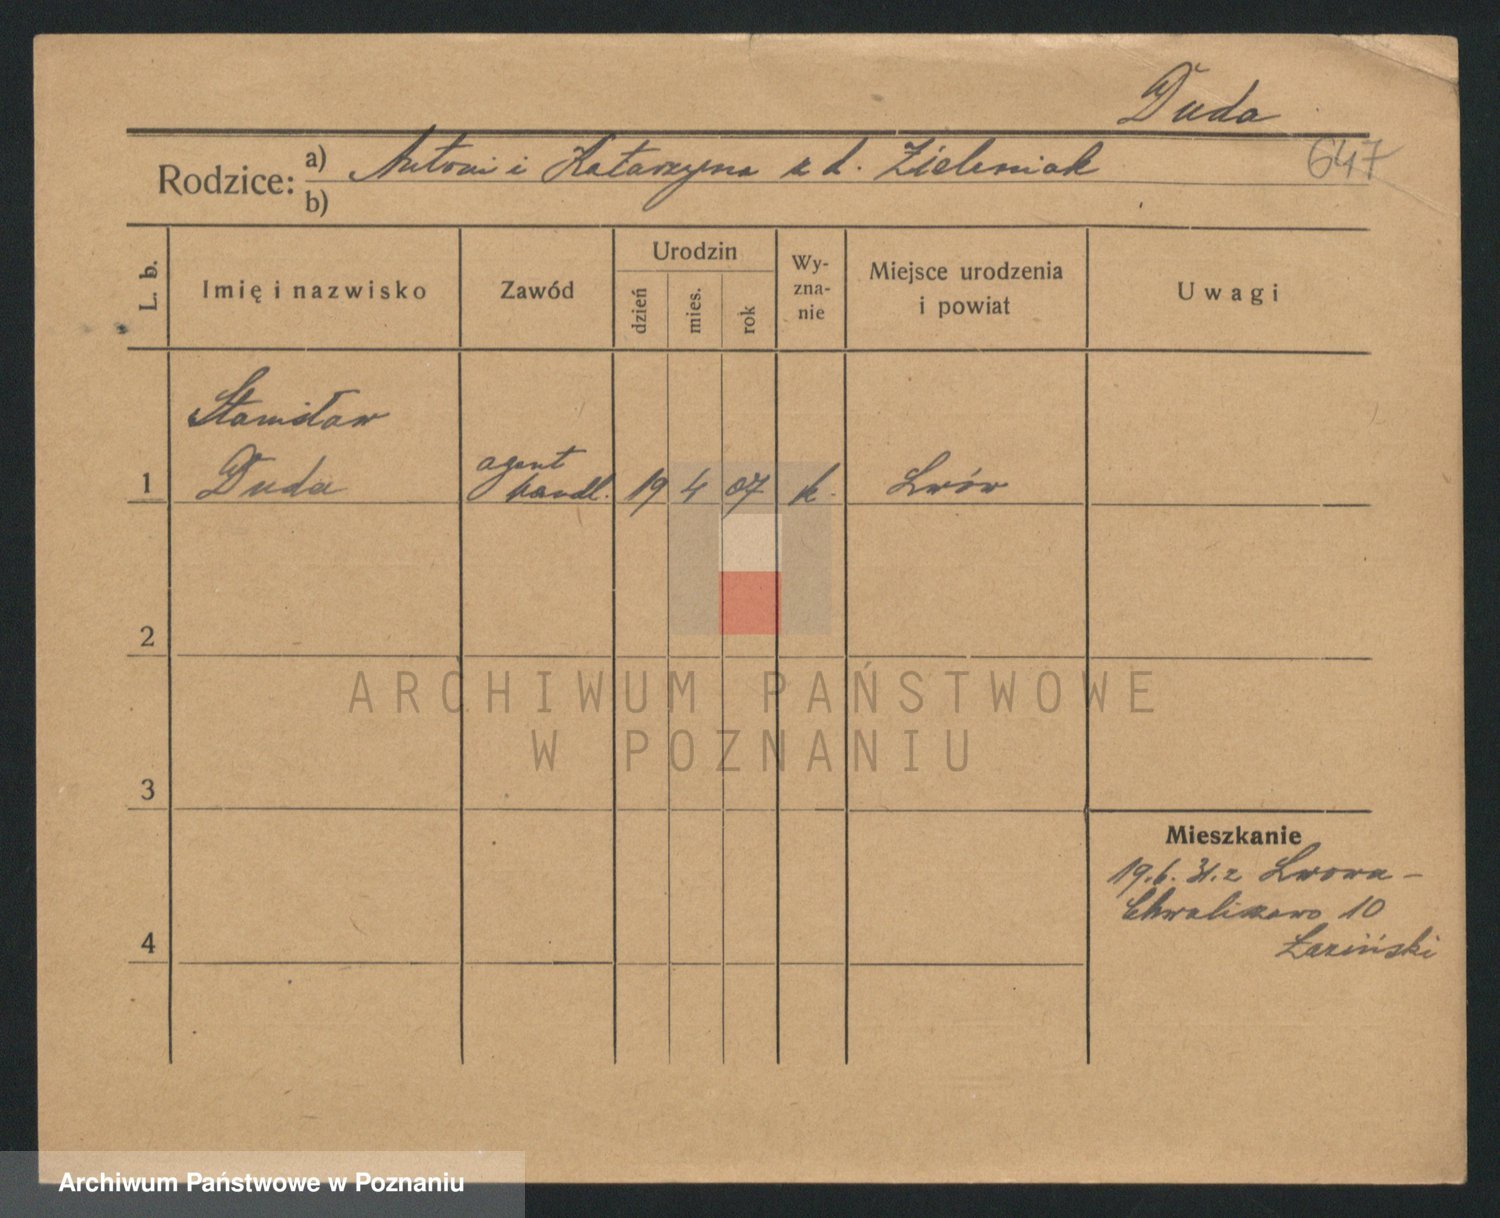 Duda
Rodzice: a) Antoni i Katarzyna z d. Zieleniak
647
b)
L. b.
Imię i nazwisko
Zawód
Urodzin
dzień
mies.
rok
Wy-
zna-
nie
Miejsce urodzenia
i powiat
Uwagi
Stanisław
1 Duda
agent
handl.
19 4 07 k. Lwów
2
3
4
Mieszkanie
19.6.31. z Lwowa –
Chwaliszewo 10
Łaziński
ARCHIWUM PAŃSTWOWE
W POZNANIU
Archiwum Państwowe w Poznaniu